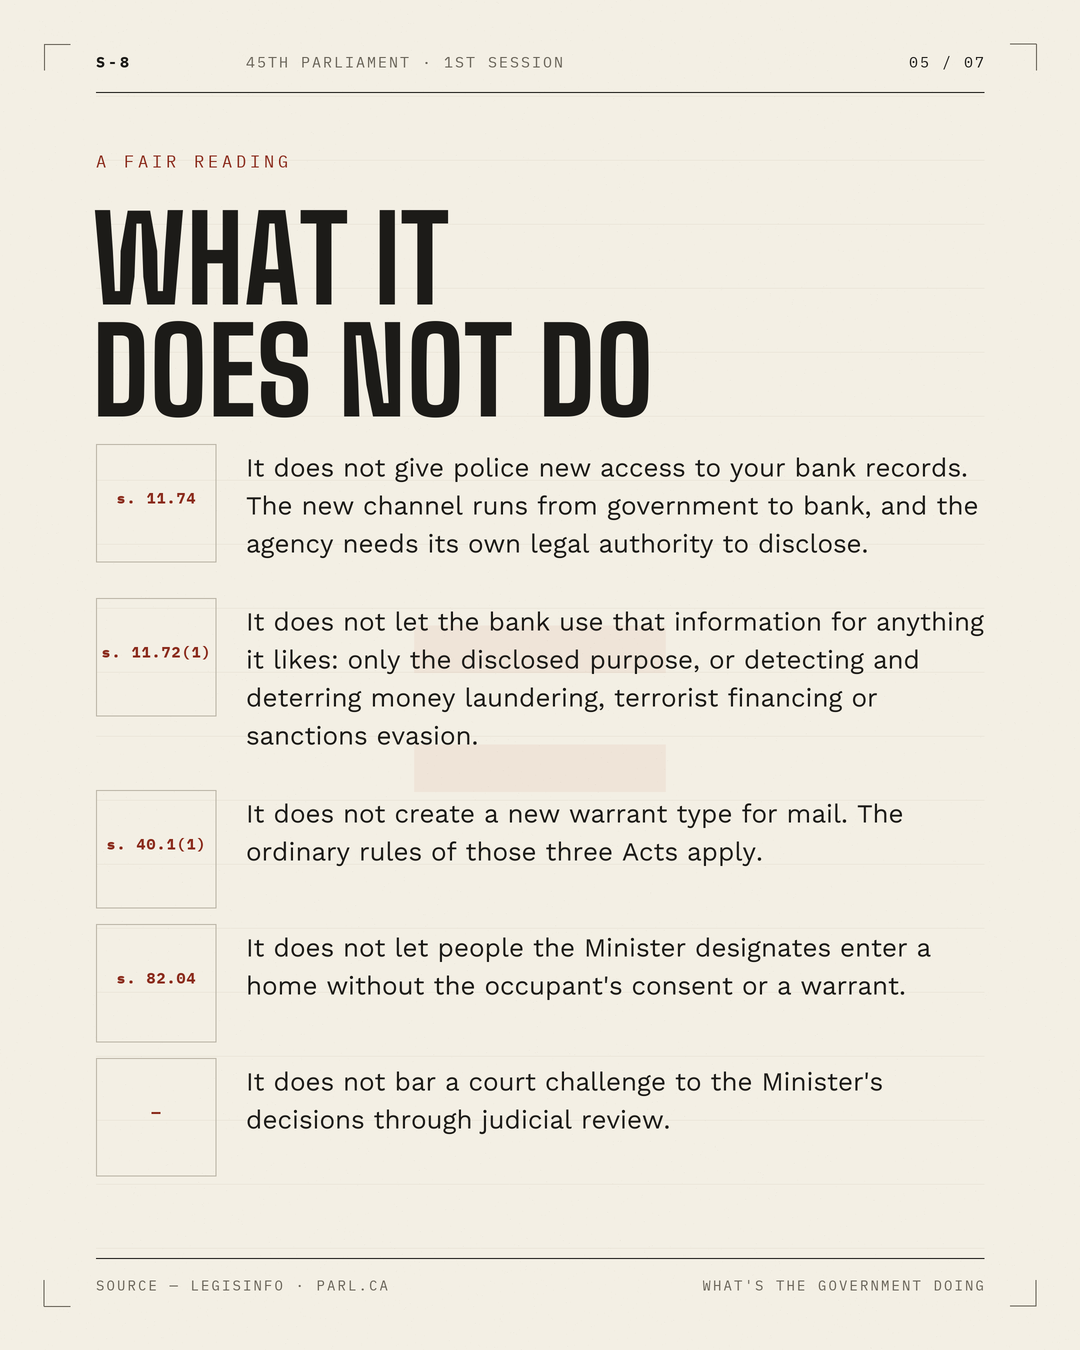 S-8 45TH PARLIAMENT · 1ST SESSION 05 / 07
A FAIR READING
WHAT IT
DOES NOT DO
s. 11.74
It does not give police new access to your bank records.
The new channel runs from government to bank, and the
agency needs its own legal authority to disclose.
s. 11.72(1)
It does not let the bank use that information for anything
it likes: only the disclosed purpose, or detecting and
deterring money laundering, terrorist financing or
sanctions evasion.
s. 40.1(1)
It does not create a new warrant type for mail. The
ordinary rules of those three Acts apply.
s. 82.04
It does not let people the Minister designates enter a
home without the occupant's consent or a warrant.
—
It does not bar a court challenge to the Minister's
decisions through judicial review.
SOURCE — LEGISINFO · PARL.CA WHAT'S THE GOVERNMENT DOING